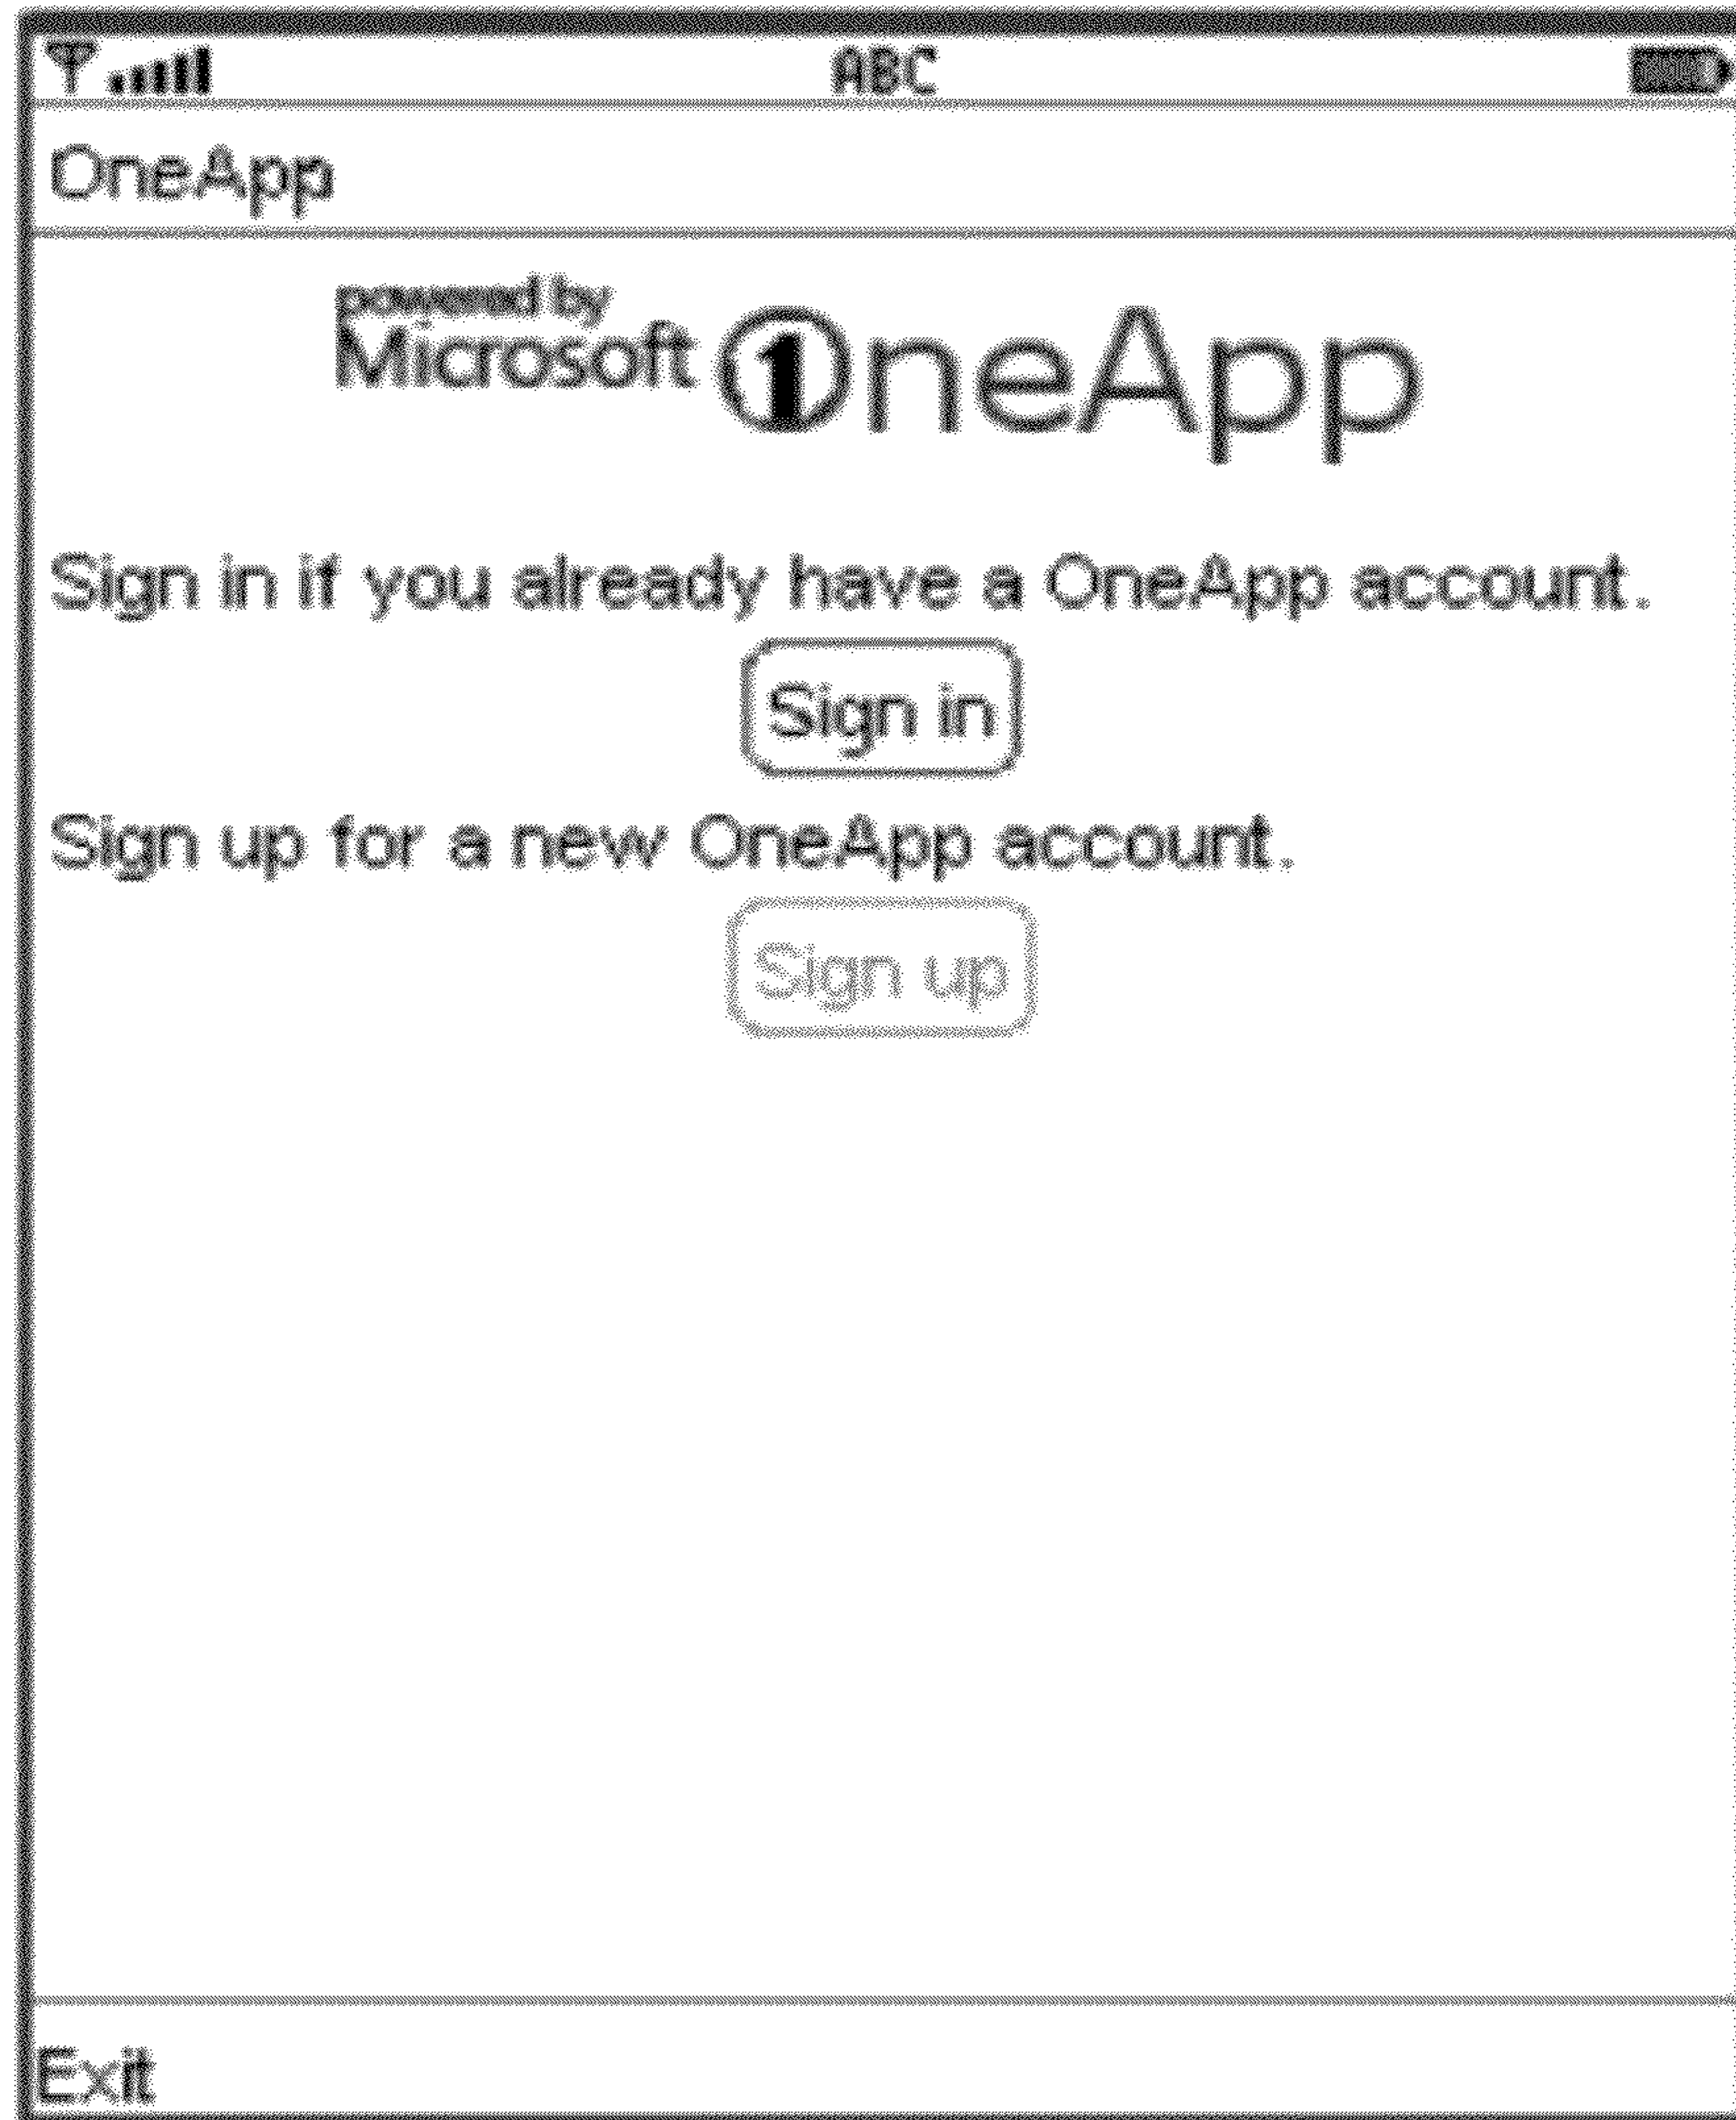 ABC
OneApp
powered by
Microsoft OneApp
Sign in if you already have a OneApp account.
Sign in
Sign up for a new OneApp account.
Sign up
Exit